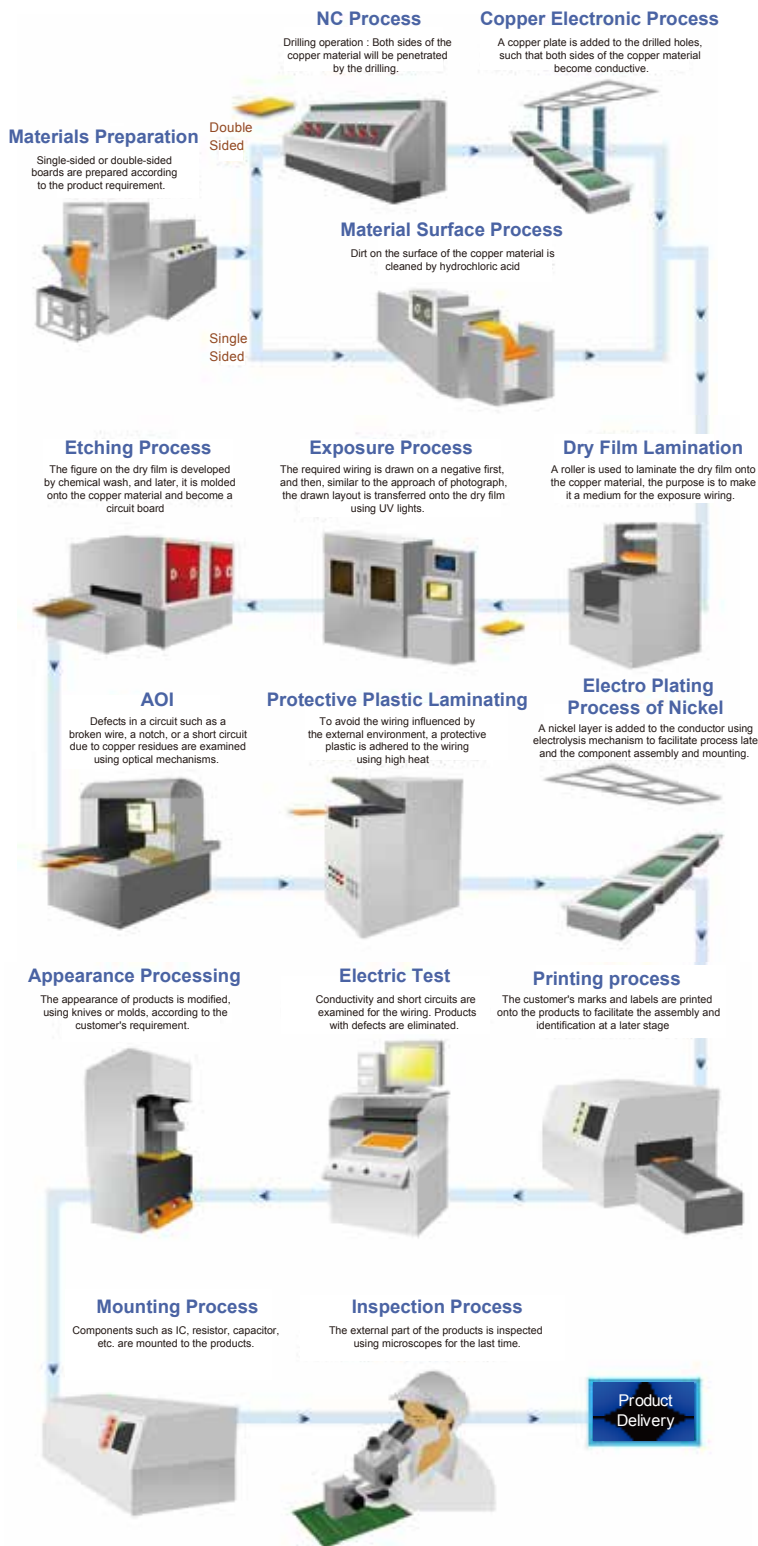 NC Process
Drilling operation : Both sides of the
copper material will be penetrated
by the drilling.
Copper Electronic Process
A copper plate is added to the drilled holes,
such that both sides of the copper material
become conductive.
Materials Preparation
Single-sided or double-sided
boards are prepared according
to the product requirement.
Double
Sided
Material Surface Process
Dirt on the surface of the copper material is
cleaned by hydrochloric acid
Single
Sided
Etching Process
The figure on the dry film is developed
by chemical wash, and later, it is molded
onto the copper material and become a
circuit board
Exposure Process
The required wiring is drawn on a negative first,
and then, similar to the approach of photograph,
the drawn layout is transferred onto the dry film
using UV lights.
Dry Film Lamination
A roller is used to laminate the dry film onto
the copper material, the purpose is to make
it a medium for the exposure wiring.
AOI
Defects in a circuit such as a
broken wire, a notch, or a short circuit
due to copper residues are examined
using optical mechanisms.
Protective Plastic Laminating
To avoid the wiring influenced by
the external environment, a protective
plastic is adhered to the wiring
using high heat
Electro Plating
Process of Nickel
A nickel layer is added to the conductor using
electrolysis mechanism to facilitate process late
and the component assembly and mounting.
Appearance Processing
The appearance of products is modified,
using knives or molds, according to the
customer's requirement.
Electric Test
Conductivity and short circuits are
examined for the wiring. Products
with defects are eliminated.
Printing process
The customer's marks and labels are printed
onto the products to facilitate the assembly and
identification at a later stage
Mounting Process
Components such as IC, resistor, capacitor,
etc. are mounted to the products.
Inspection Process
The external part of the products is inspected
using microscopes for the last time.
Product
Delivery